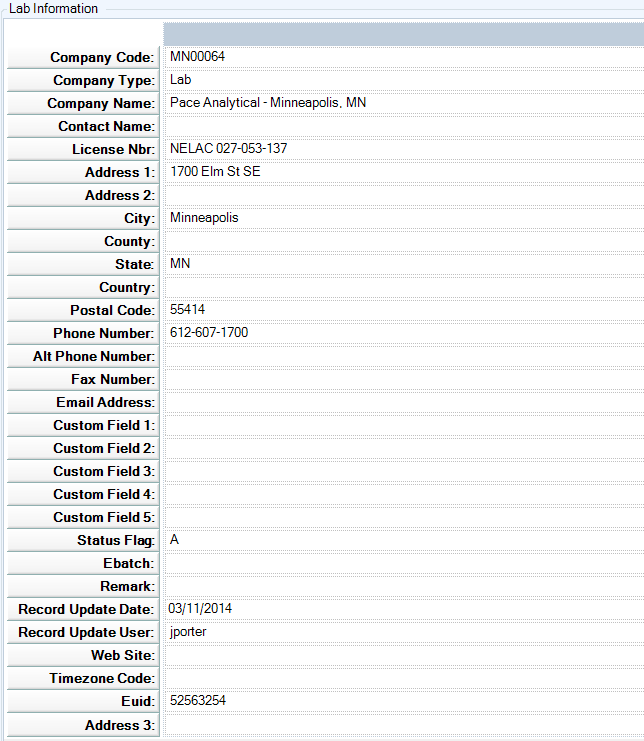 Lab Information
Company Code: MN00064
Company Type: Lab
Company Name: Pace Analytical - Minneapolis, MN
Contact Name:
License Nbr: NELAC 027-053-137
Address 1: 1700 Elm St SE
Address 2:
City: Minneapolis
County:
State: MN
Country:
Postal Code: 55414
Phone Number: 612-607-1700
Alt Phone Number:
Fax Number:
Email Address:
Custom Field 1:
Custom Field 2:
Custom Field 3:
Custom Field 4:
Custom Field 5:
Status Flag: A
Ebatch:
Remark:
Record Update Date: 03/11/2014
Record Update User: jporter
Web Site:
Timezone Code:
Euid: 52563254
Address 3: